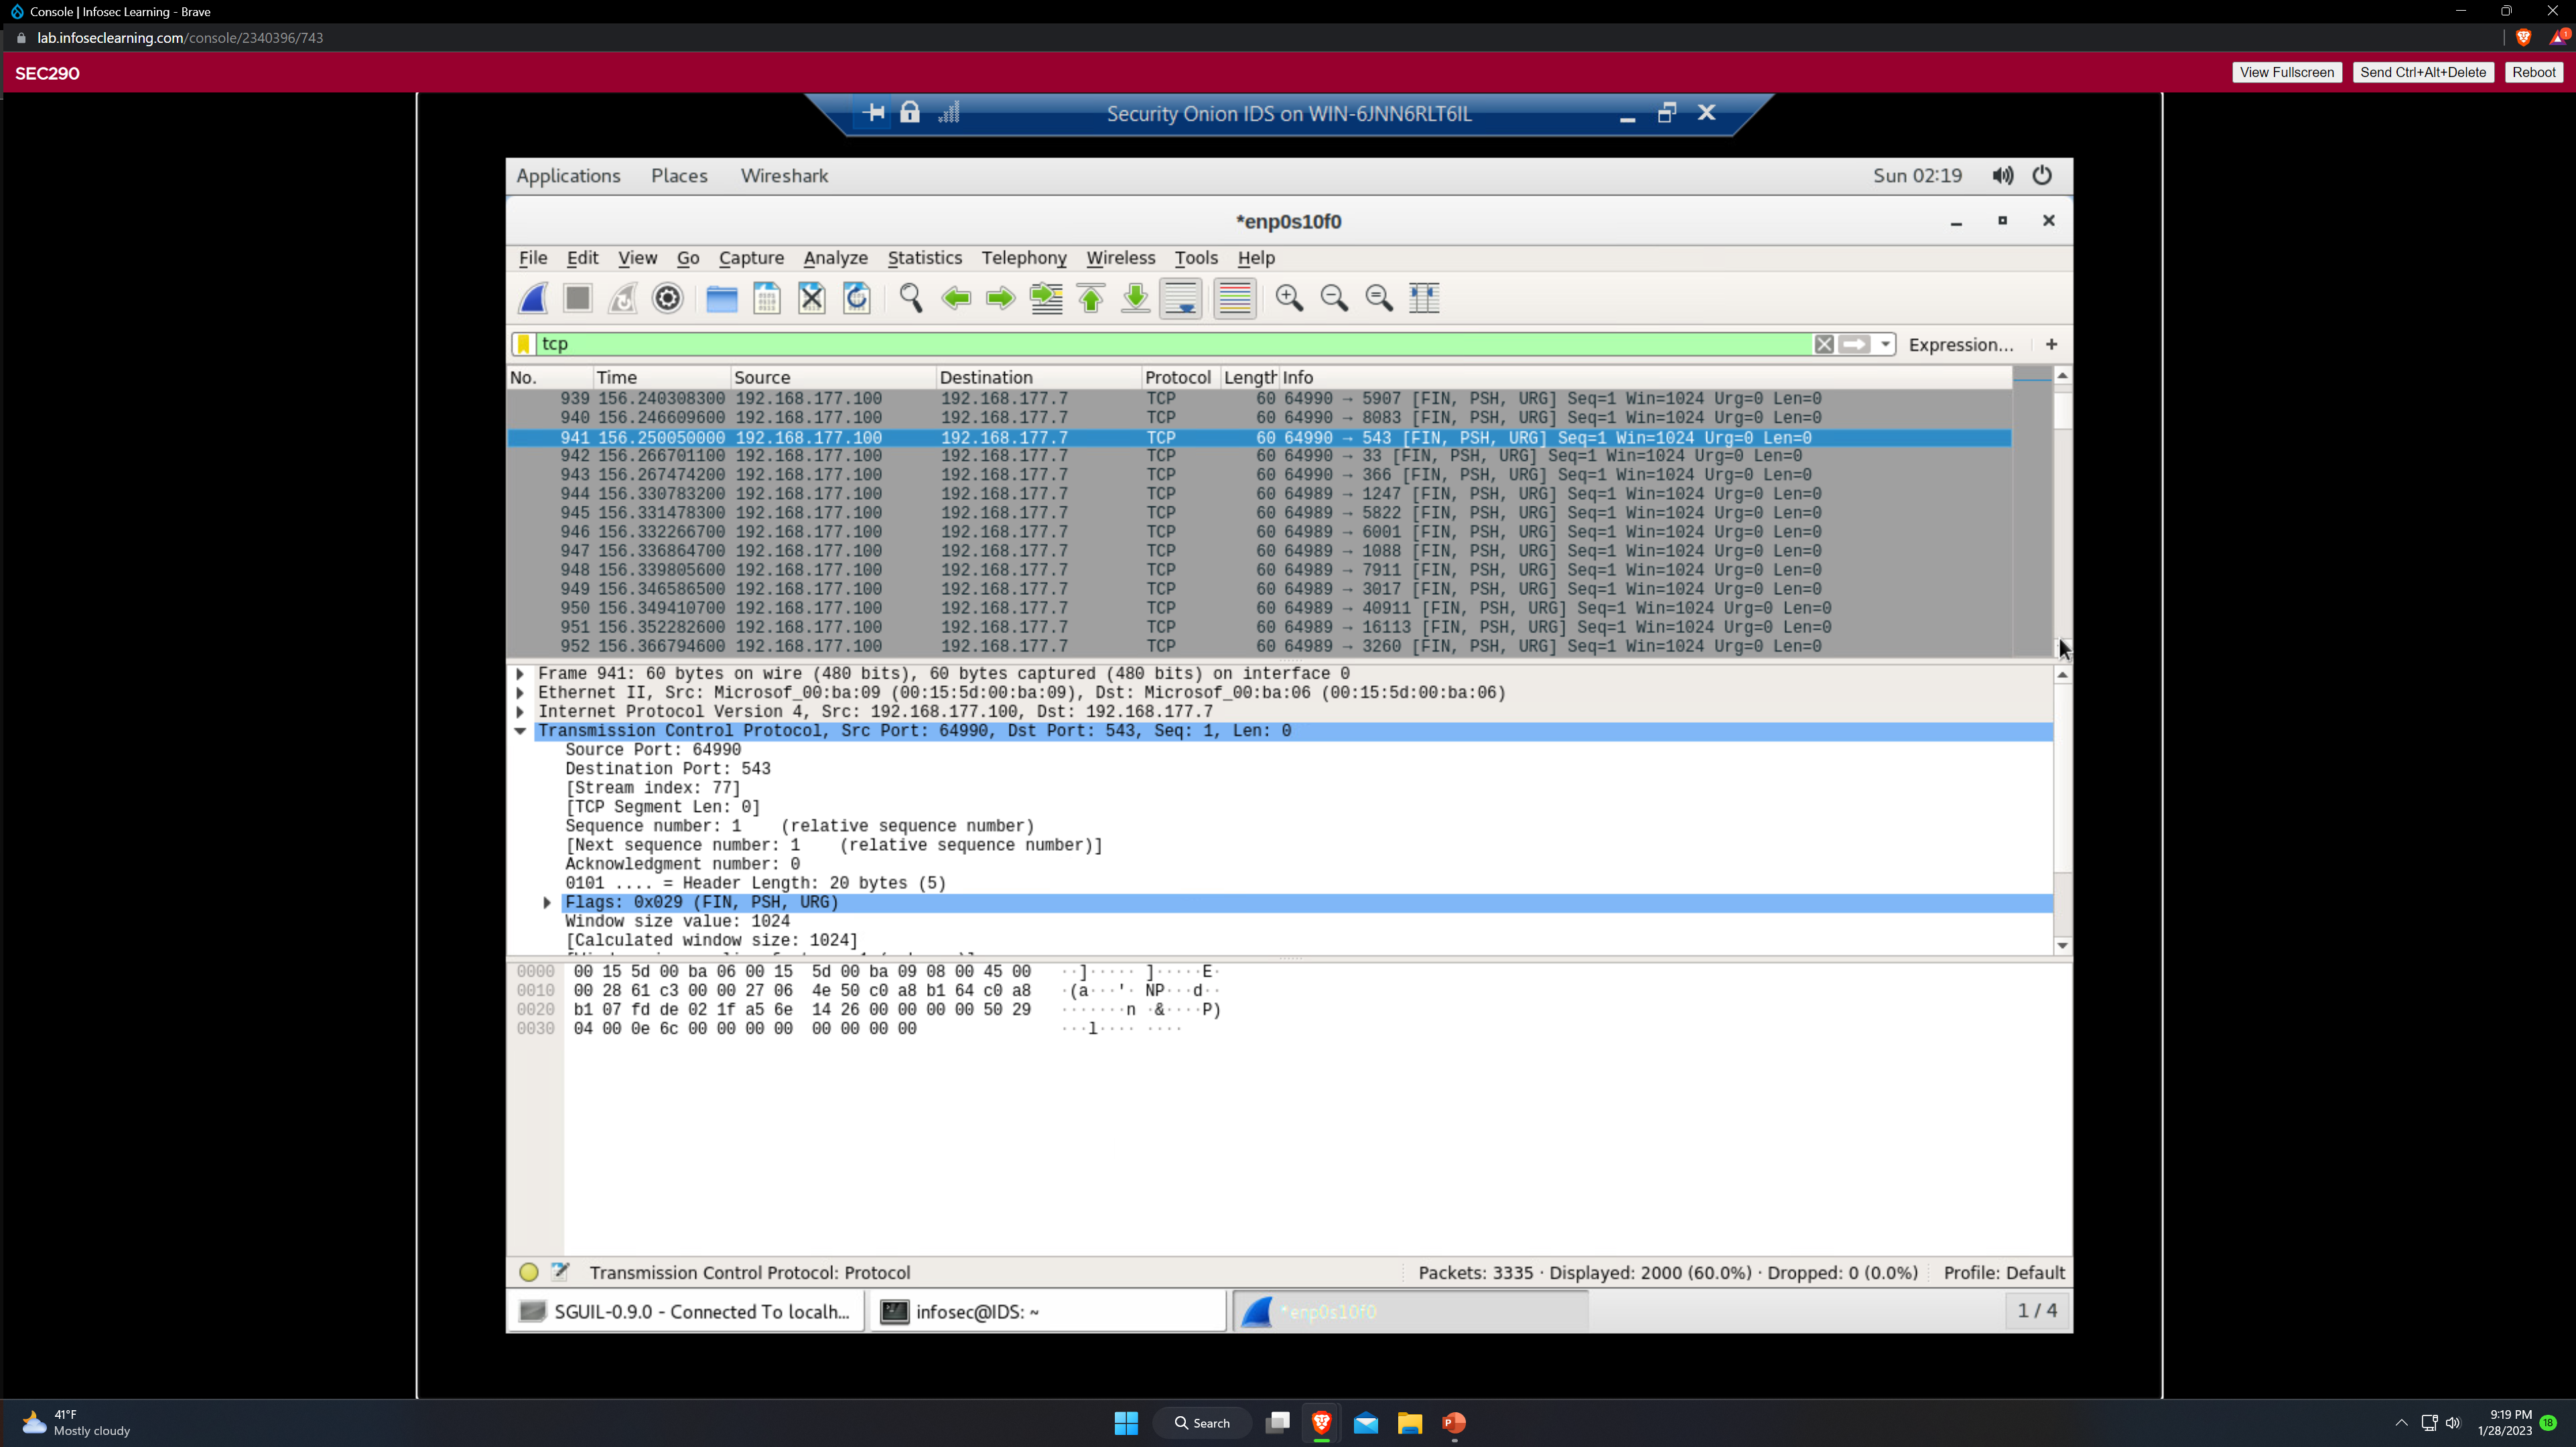 Console | Infosec Learning - Brave
lab.infoseclearning.com/console/2340396/743
1
SEC290
View Fullscreen Send Ctrl+Alt+Delete Reboot
Security Onion IDS on WIN-6JNN6RLT6IL
Applications Places Wireshark Sun 02:19
*enp0s10f0
File Edit View Go Capture Analyze Statistics Telephony Wireless Tools Help
tcp Expression... +
No. Time Source Destination Protocol Length Info
939 156.240308300 192.168.177.100 192.168.177.7 TCP 60 64990 → 5907 [FIN, PSH, URG] Seq=1 Win=1024 Urg=0 Len=0
940 156.246609600 192.168.177.100 192.168.177.7 TCP 60 64990 → 8083 [FIN, PSH, URG] Seq=1 Win=1024 Urg=0 Len=0
941 156.250050000 192.168.177.100 192.168.177.7 TCP 60 64990 → 543 [FIN, PSH, URG] Seq=1 Win=1024 Urg=0 Len=0
942 156.266701100 192.168.177.100 192.168.177.7 TCP 60 64990 → 33 [FIN, PSH, URG] Seq=1 Win=1024 Urg=0 Len=0
943 156.267474200 192.168.177.100 192.168.177.7 TCP 60 64990 → 366 [FIN, PSH, URG] Seq=1 Win=1024 Urg=0 Len=0
944 156.330783200 192.168.177.100 192.168.177.7 TCP 60 64989 → 1247 [FIN, PSH, URG] Seq=1 Win=1024 Urg=0 Len=0
945 156.331478300 192.168.177.100 192.168.177.7 TCP 60 64989 → 5822 [FIN, PSH, URG] Seq=1 Win=1024 Urg=0 Len=0
946 156.332266700 192.168.177.100 192.168.177.7 TCP 60 64989 → 6001 [FIN, PSH, URG] Seq=1 Win=1024 Urg=0 Len=0
947 156.336864700 192.168.177.100 192.168.177.7 TCP 60 64989 → 1088 [FIN, PSH, URG] Seq=1 Win=1024 Urg=0 Len=0
948 156.339805600 192.168.177.100 192.168.177.7 TCP 60 64989 → 7911 [FIN, PSH, URG] Seq=1 Win=1024 Urg=0 Len=0
949 156.346586500 192.168.177.100 192.168.177.7 TCP 60 64989 → 3017 [FIN, PSH, URG] Seq=1 Win=1024 Urg=0 Len=0
950 156.349410700 192.168.177.100 192.168.177.7 TCP 60 64989 → 40911 [FIN, PSH, URG] Seq=1 Win=1024 Urg=0 Len=0
951 156.352282600 192.168.177.100 192.168.177.7 TCP 60 64989 → 16113 [FIN, PSH, URG] Seq=1 Win=1024 Urg=0 Len=0
952 156.366794600 192.168.177.100 192.168.177.7 TCP 60 64989 → 3260 [FIN, PSH, URG] Seq=1 Win=1024 Urg=0 Len=0
Frame 941: 60 bytes on wire (480 bits), 60 bytes captured (480 bits) on interface 0
Ethernet II, Src: Microsof_00:ba:09 (00:15:5d:00:ba:09), Dst: Microsof_00:ba:06 (00:15:5d:00:ba:06)
Internet Protocol Version 4, Src: 192.168.177.100, Dst: 192.168.177.7
Transmission Control Protocol, Src Port: 64990, Dst Port: 543, Seq: 1, Len: 0
Source Port: 64990
Destination Port: 543
[Stream index: 77]
[TCP Segment Len: 0]
Sequence number: 1 (relative sequence number)
[Next sequence number: 1 (relative sequence number)]
Acknowledgment number: 0
0101 .... = Header Length: 20 bytes (5)
Flags: 0x029 (FIN, PSH, URG)
Window size value: 1024
[Calculated window size: 1024]
0000 00 15 5d 00 ba 06 00 15 5d 00 ba 09 08 00 45 00 ··]····· ]·····E·
0010 00 28 61 c3 00 00 27 06 4e 50 c0 a8 b1 64 c0 a8 ·(a···'· NP···d··
0020 b1 07 fd de 02 1f a5 6e 14 26 00 00 00 00 50 29 ·······n ·&····P)
0030 04 00 0e 6c 00 00 00 00 00 00 00 00 ···l···· ····
Transmission Control Protocol: Protocol Packets: 3335 · Displayed: 2000 (60.0%) · Dropped: 0 (0.0%) Profile: Default
SGUIL-0.9.0 - Connected To localh... infosec@IDS: ~ *enp0s10f0 1 / 4
41°F
Mostly cloudy
Search
9:19 PM
1/28/2023
18